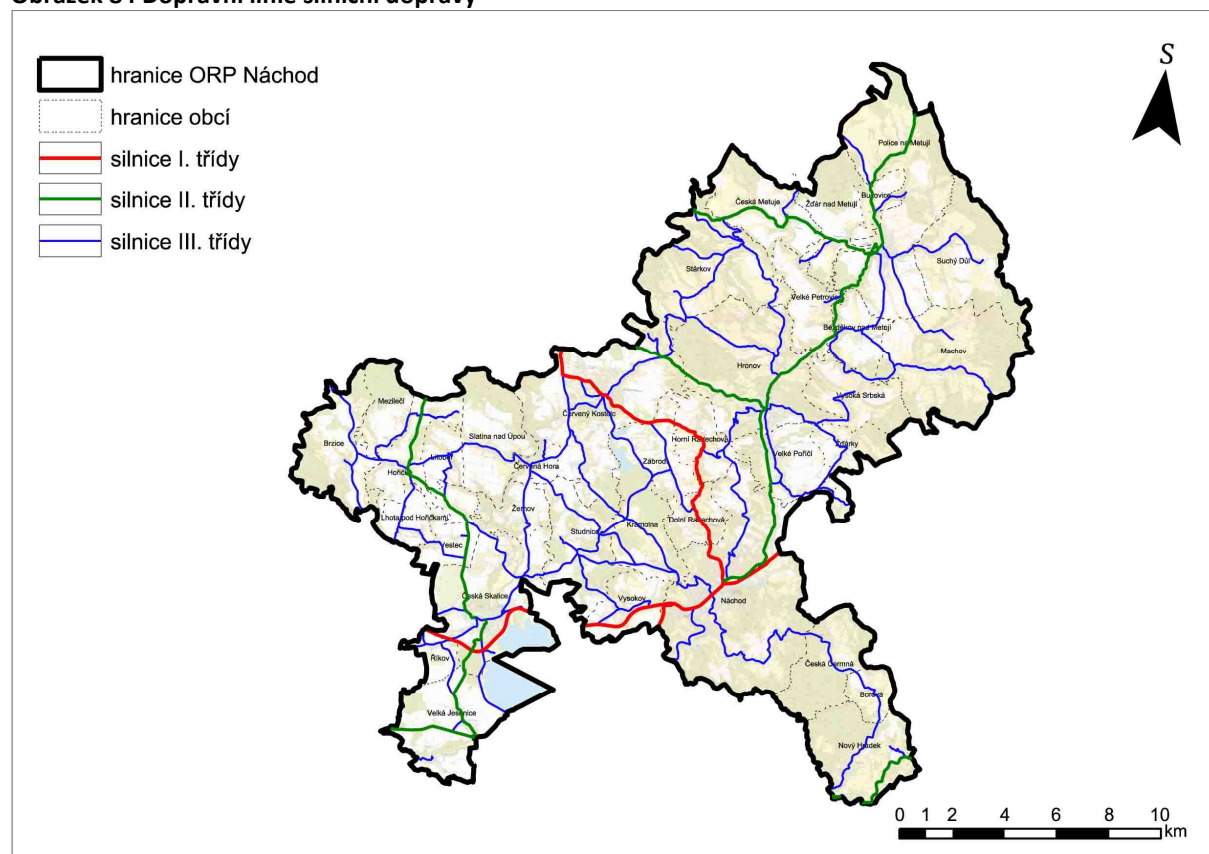 Obrázek 84 Dopravní linie silniční dopravy
S
hranice ORP Náchod
hranice obcí
silnice I. třídy
silnice II. třídy
silnice III. třídy
Police na Metují
Bukovice
Česká Metuje
Žďár nad Metují
Suchý Důl
Stárkov
Velké Petrovice
Bezděkov nad Metují
Machov
Hronov
Vysoká Srbská
Mezilečí
Červený Kostelec
Brzice
Slatina nad Úpou
Horní Radechová
Žďárky
Litoboř
Velké Poříčí
Hořičky
Červená Hora
Zábrodí
Žernov
Lhota pod Hořičkami
Dolní Radechová
Kramolna
Studnice
Vestec
Česká Skalice
Vysokov
Náchod
Říkov
Česká Čermná
Borová
Velká Jesenice
Nový Hrádek
0 1 2 4 6 8 10
km